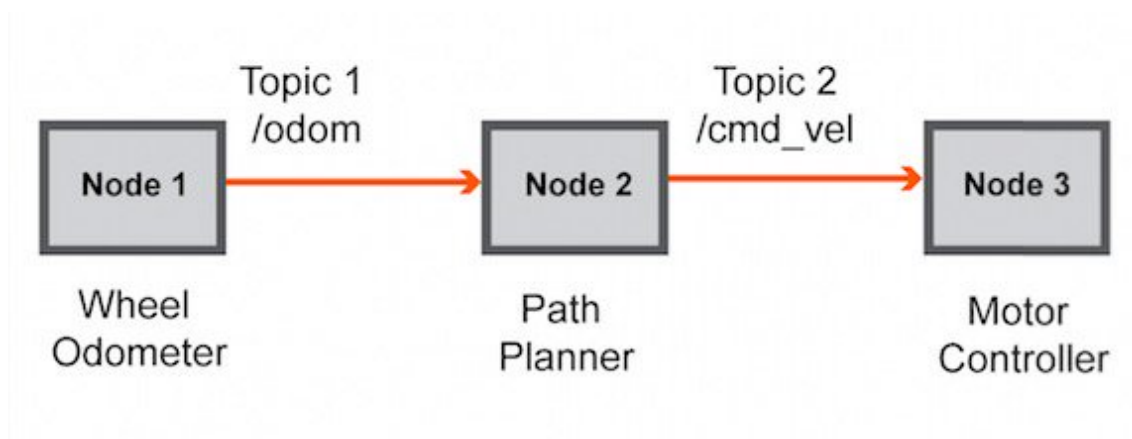 Topic 1
/odom
Topic 2
/cmd_vel
Node 1
Node 2
Node 3
Wheel
Odometer
Path
Planner
Motor
Controller